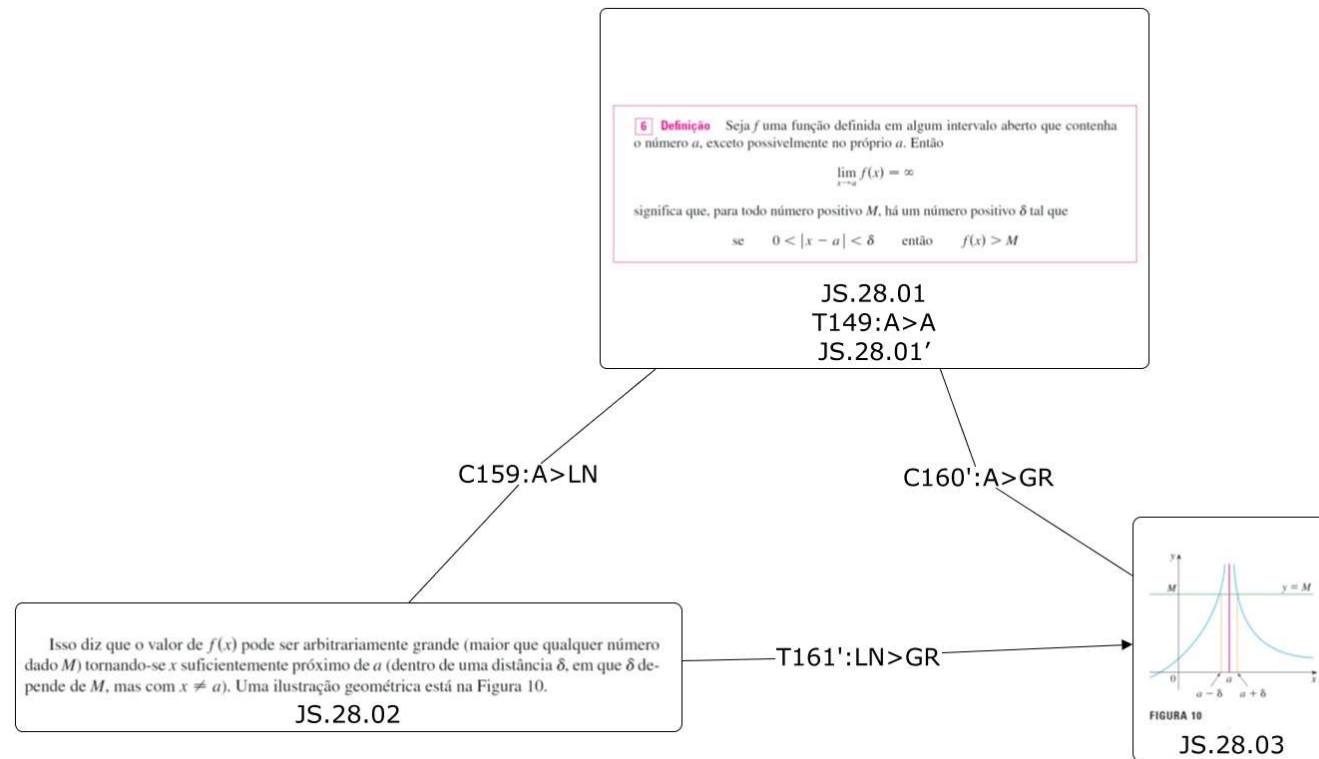 6 Definição Seja f uma função definida em algum intervalo aberto que contenha
o número a, exceto possivelmente no próprio a. Então
lim f(x) = ∞
x→a
significa que, para todo número positivo M, há um número positivo δ tal que
se 0 < |x − a| < δ então f(x) > M
JS.28.01
T149:A>A
JS.28.01′
C159:A>LN
C160':A>GR
Isso diz que o valor de f(x) pode ser arbitrariamente grande (maior que qualquer número
dado M) tornando-se x suficientemente próximo de a (dentro de uma distância δ, em que δ de-
pende de M, mas com x ≠ a). Uma ilustração geométrica está na Figura 10.
JS.28.02
T161':LN>GR
y
M
y = M
0
a
x
a − δ
a + δ
FIGURA 10
JS.28.03